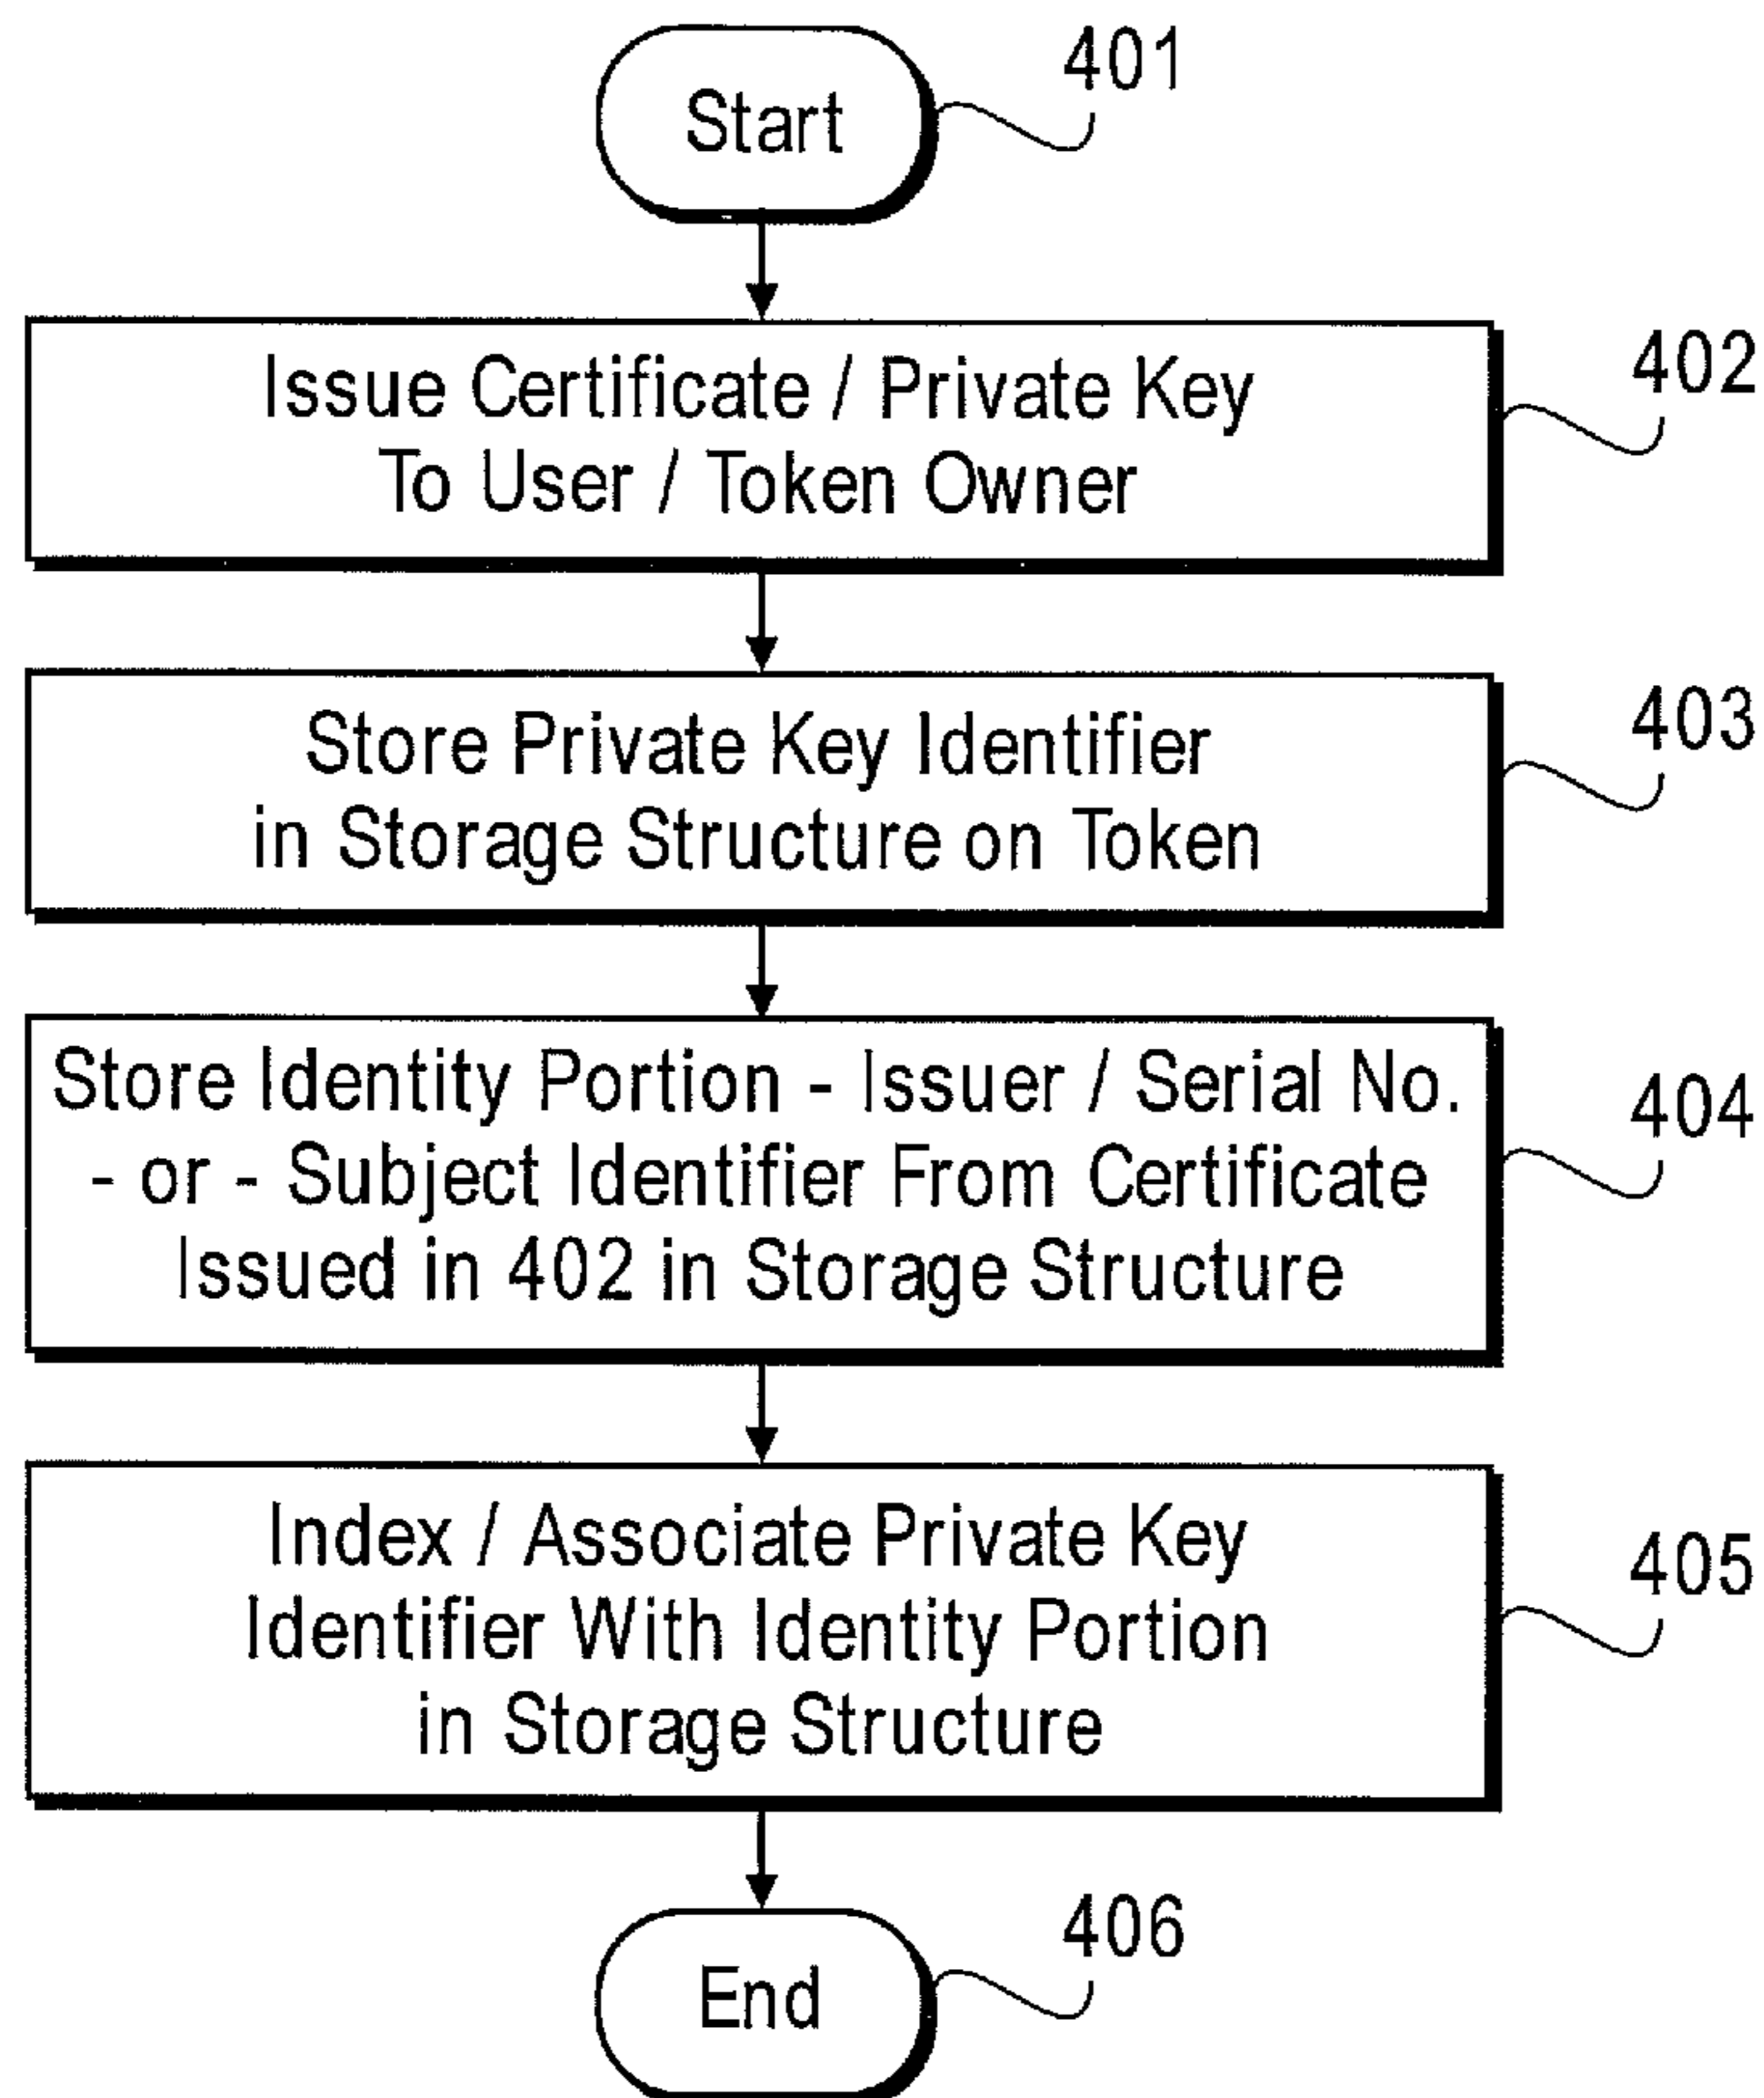 401
Start
402
Issue Certificate / Private Key
To User / Token Owner
403
Store Private Key Identifier
in Storage Structure on Token
404
Store Identity Portion - Issuer / Serial No.
- or - Subject Identifier From Certificate
Issued in 402 in Storage Structure
405
Index / Associate Private Key
Identifier With Identity Portion
in Storage Structure
406
End